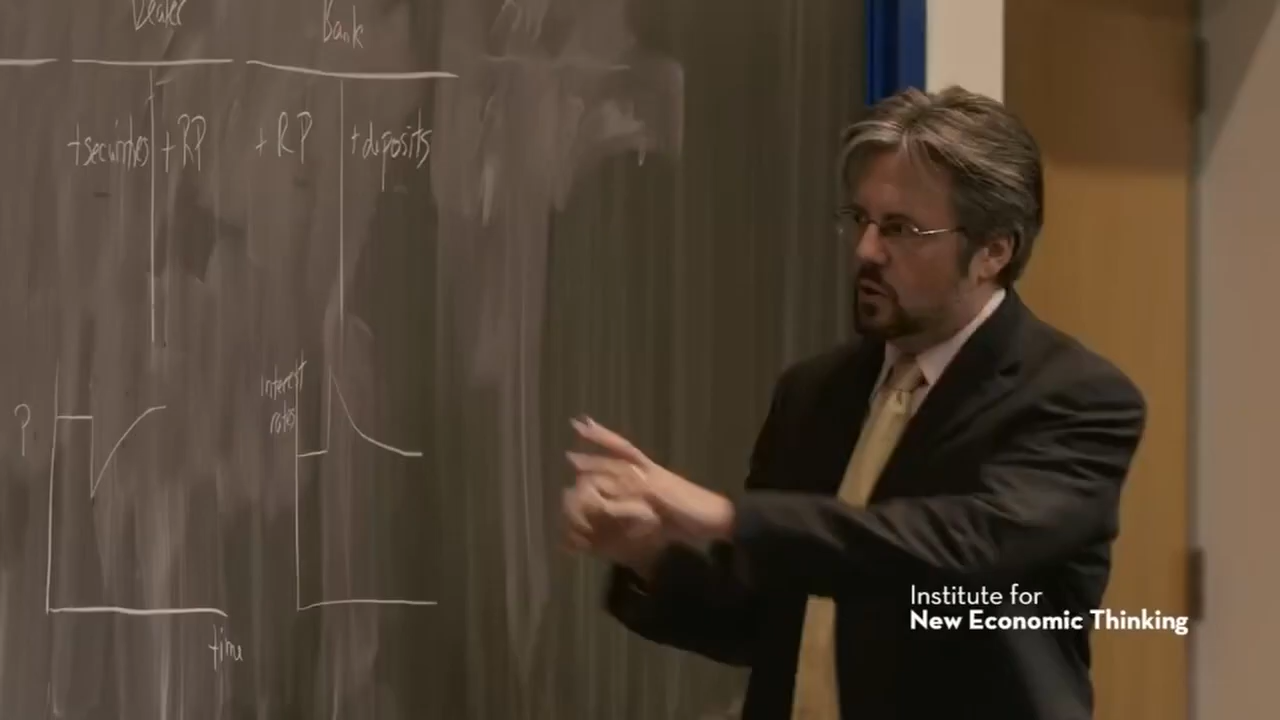 Dealer
Bank
+securities
+RP
+RP
+deposits
P
interest
rates
time
Institute for
New Economic Thinking